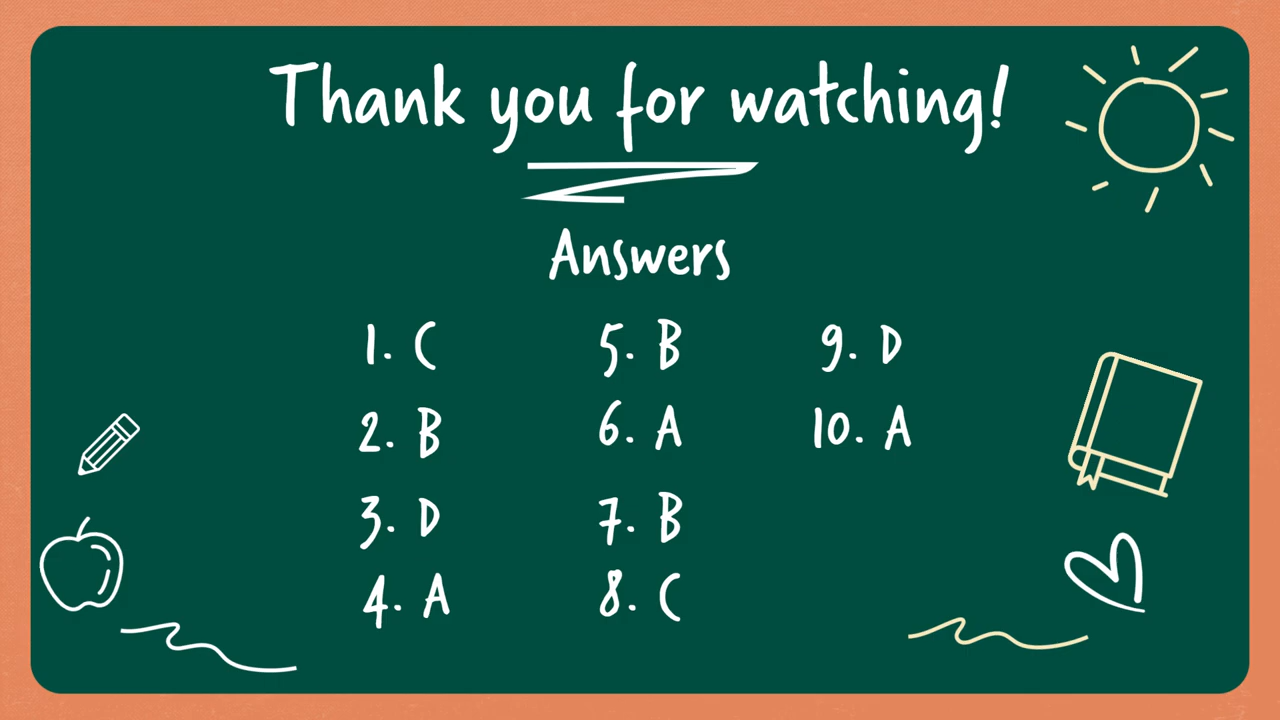 Thank you for watching!
Answers
1. C
2. B
3. D
4. A
5. B
6. A
7. B
8. C
9. D
10. A